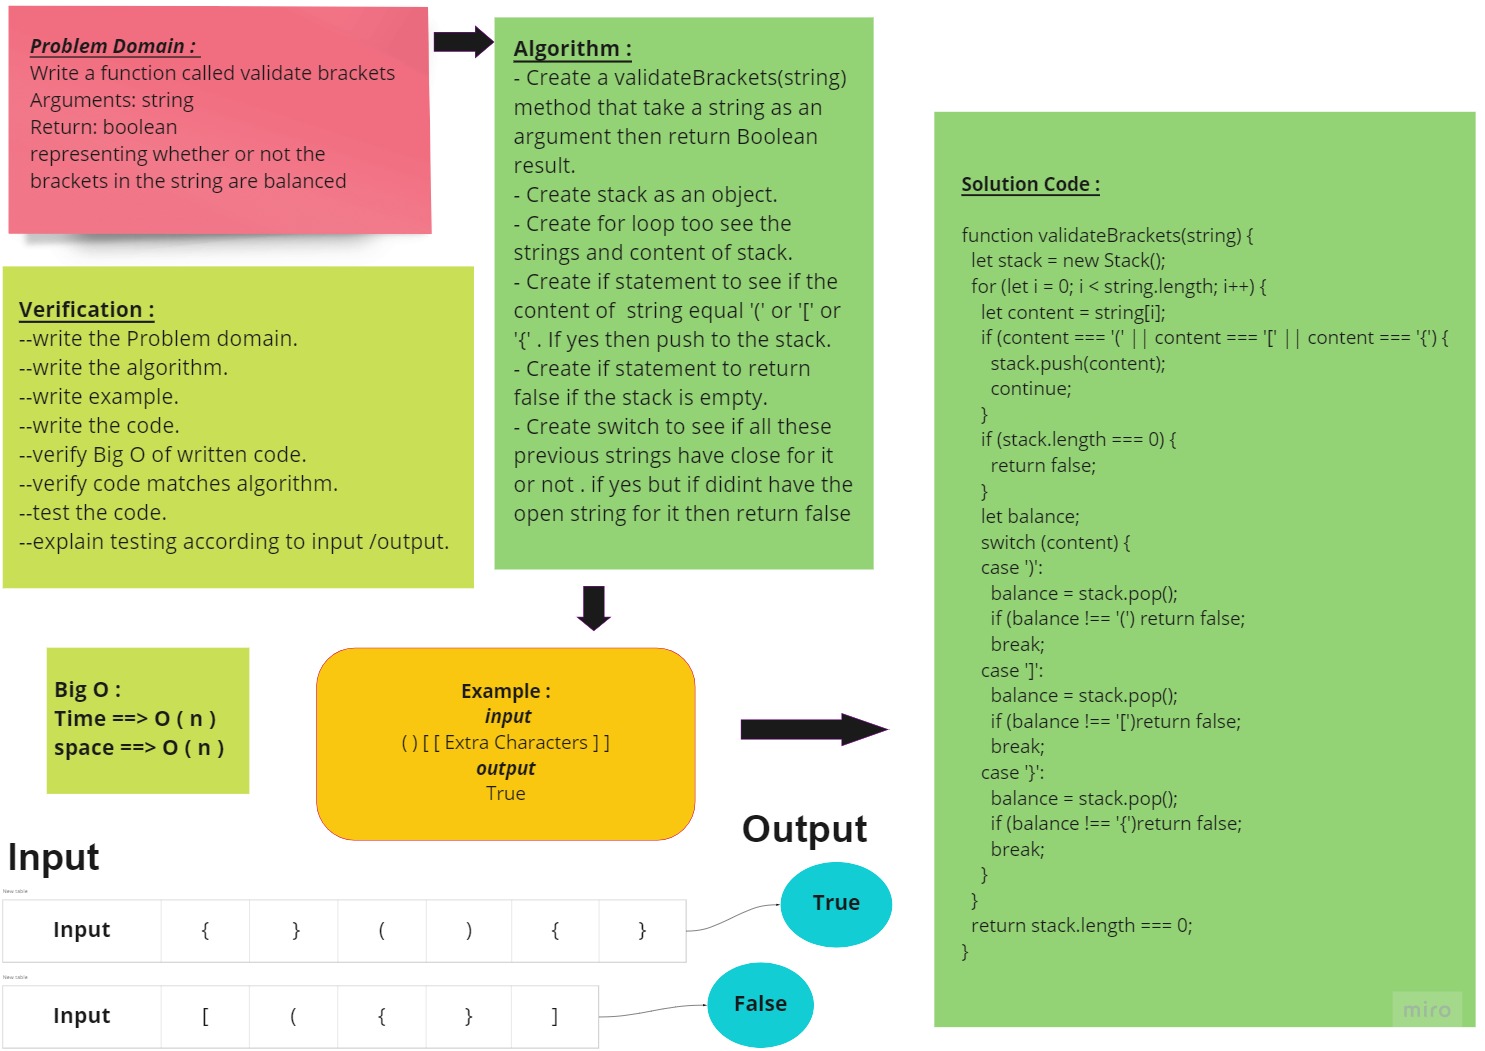 Problem Domain :
Write a function called validate brackets
Arguments: string
Return: boolean
representing whether or not the
brackets in the string are balanced
Verification :
--write the Problem domain.
--write the algorithm.
--write example.
--write the code.
--verify Big O of written code.
--verify code matches algorithm.
--test the code.
--explain testing according to input /output.
Algorithm :
- Create a validateBrackets(string)
method that take a string as an
argument then return Boolean
result.
- Create stack as an object.
- Create for loop too see the
strings and content of stack.
- Create if statement to see if the
content of  string equal '(' or '[' or
'{' . If yes then push to the stack.
- Create if statement to return
false if the stack is empty.
- Create switch to see if all these
previous strings have close for it
or not . if yes but if didint have the
open string for it then return false
Big O :
Time ==> O ( n )
space ==> O ( n )
Example :
input
( ) [ [ Extra Characters ] ]
output
True
Solution Code :
function validateBrackets(string) {
let stack = new Stack();
for (let i = 0; i < string.length; i++) {
let content = string[i];
if (content === '(' || content === '[' || content === '{') {
stack.push(content);
continue;
}
if (stack.length === 0) {
return false;
}
let balance;
switch (content) {
case ')':
balance = stack.pop();
if (balance !== '(') return false;
break;
case ']':
balance = stack.pop();
if (balance !== '[')return false;
break;
case '}':
balance = stack.pop();
if (balance !== '{')return false;
break;
}
}
return stack.length === 0;
}
Input
Output
New table
Input { } ( ) { }
True
New table
Input [ ( { } ]
False
miro